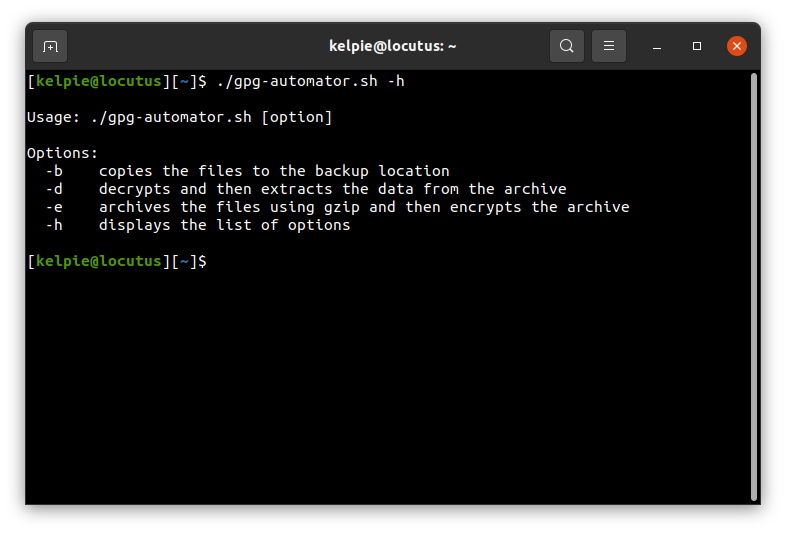 kelpie@locutus: ~
[kelpie@locutus][~]$ ./gpg-automator.sh -h
Usage: ./gpg-automator.sh [option]
Options:
-b    copies the files to the backup location
-d    decrypts and then extracts the data from the archive
-e    archives the files using gzip and then encrypts the archive
-h    displays the list of options
[kelpie@locutus][~]$